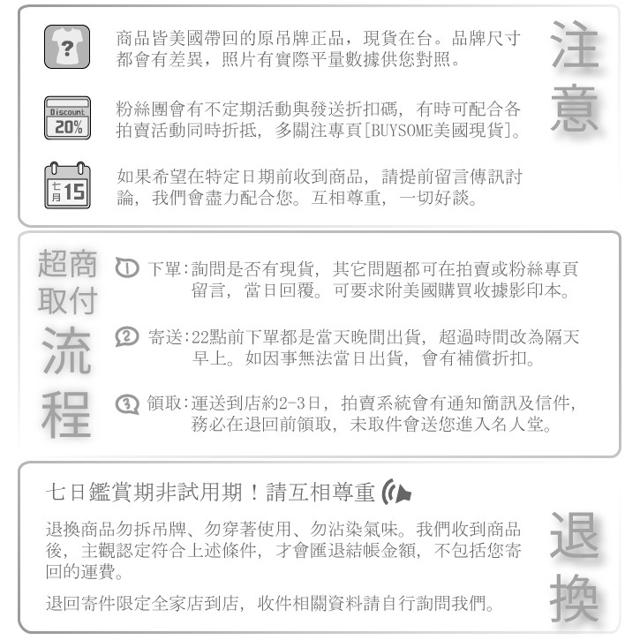 注意
?
商品皆美國帶回的原吊牌正品，現貨在台。品牌尺寸
都會有差異，照片有實際平量數據供您對照。
Discount
20%
粉絲團會有不定期活動與發送折扣碼，有時可配合各
拍賣活動同時折抵，多關注專頁[BUYSOME美國現貨]。
七月15
如果希望在特定日期前收到商品，請提前留言傳訊討
論，我們會盡力配合您。互相尊重，一切好談。
超商
取付
流程
1 下單:詢問是否有現貨，其它問題都可在拍賣或粉絲專頁
留言，當日回覆。可要求附美國購買收據影印本。
2 寄送:22點前下單都是當天晚間出貨，超過時間改為隔天
早上。如因事無法當日出貨，會有補償折扣。
3 領取:運送到店約2-3日，拍賣系統會有通知簡訊及信件，
務必在退回前領取，未取件會送您進入名人堂。
七日鑑賞期非試用期！請互相尊重
退換商品勿拆吊牌、勿穿著使用、勿沾染氣味。我們收到商品
後，主觀認定符合上述條件，才會匯退結帳金額，不包括您寄
回的運費。
退回寄件限定全家店到店，收件相關資料請自行詢問我們。
退換